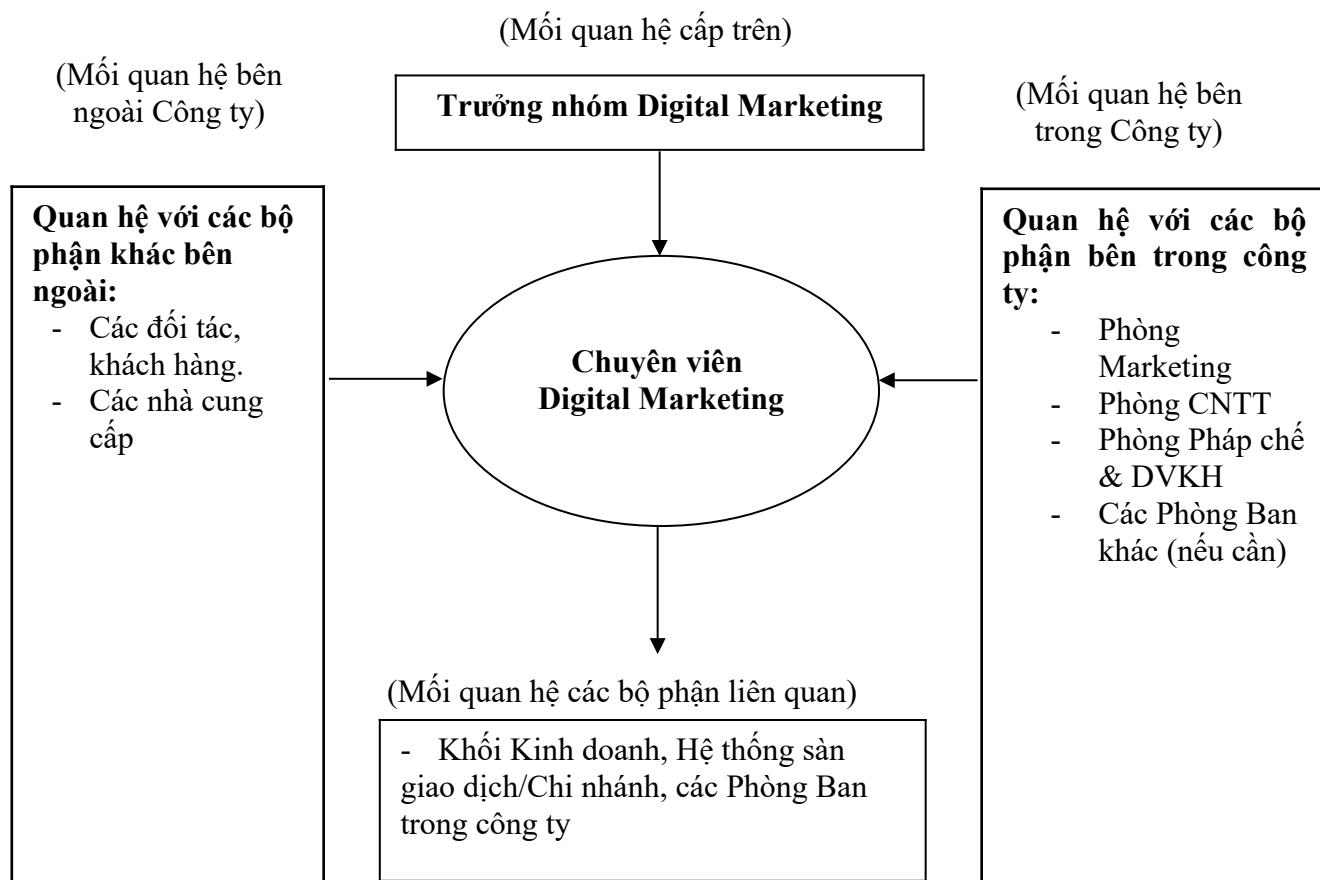 (Mối quan hệ cấp trên)
(Mối quan hệ bên
ngoài Công ty)
Trưởng nhóm Digital Marketing
(Mối quan hệ bên
trong Công ty)
Quan hệ với các bộ
phận khác bên
ngoài:
- Các đối tác,
khách hàng.
- Các nhà cung
cấp
Chuyên viên
Digital Marketing
Quan hệ với các bộ
phận bên trong công
ty:
- Phòng
Marketing
- Phòng CNTT
- Phòng Pháp chế
& DVKH
- Các Phòng Ban
khác (nếu cần)
(Mối quan hệ các bộ phận liên quan)
- Khối Kinh doanh, Hệ thống sàn
giao dịch/Chi nhánh, các Phòng Ban
trong công ty